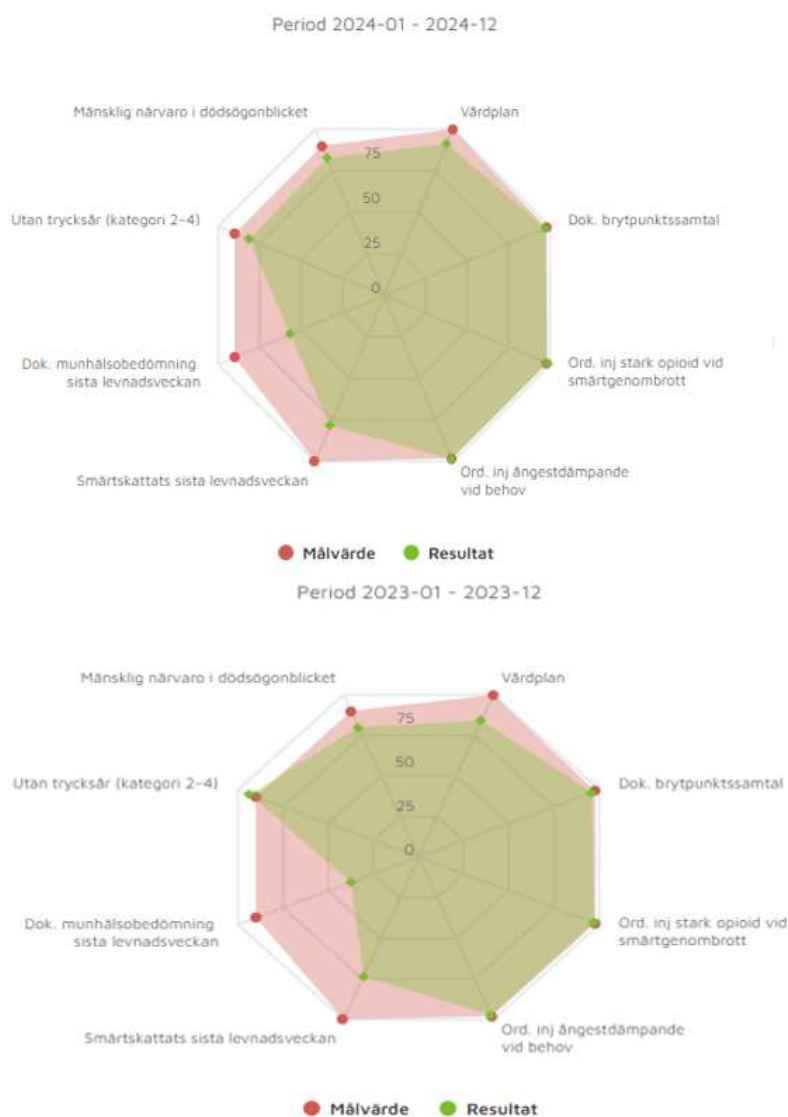 Period 2024-01 - 2024-12
Mänsklig närvaro i dödsögonblicket
Vårdplan
Utan trycksår (kategori 2-4)
Dok. brytpunktssamtal
75
50
25
0
Dok. munhälsobedömning
sista levnadsveckan
Ord. inj stark opioid vid
smärtgenombrott
Smärtskattats sista levnadsveckan
Ord. inj ångestdämpande
vid behov
Målvärde
Resultat
Period 2023-01 - 2023-12
Mänsklig närvaro i dödsögonblicket
Vårdplan
Utan trycksår (kategori 2-4)
Dok. brytpunktssamtal
75
50
25
0
Dok. munhälsobedömning
sista levnadsveckan
Ord. inj stark opioid vid
smärtgenombrott
Smärtskattats sista levnadsveckan
Ord. inj ångestdämpande
vid behov
Målvärde
Resultat